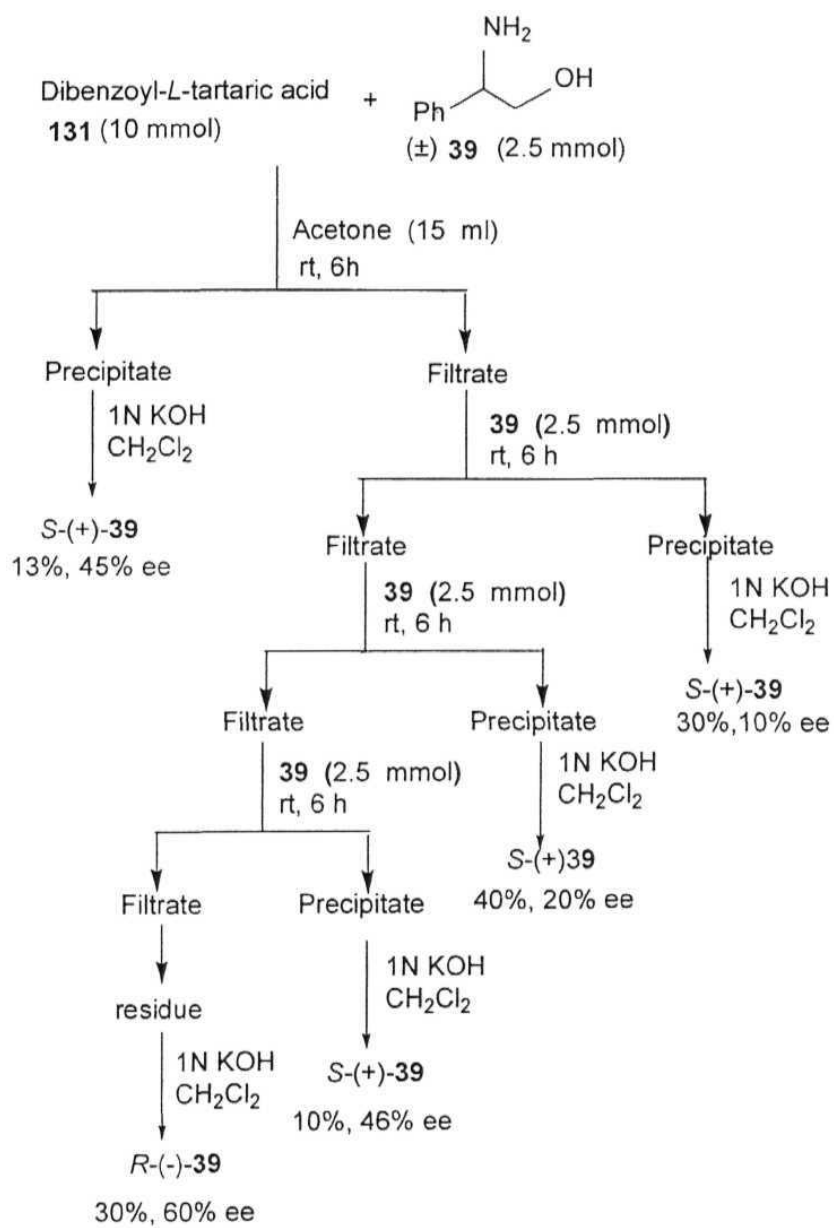 NH2
Dibenzoyl-L-tartaric acid
+
OH
131 (10 mmol)
Ph
(±) 39 (2.5 mmol)
Acetone (15 ml)
rt, 6h
Precipitate
Filtrate
1N KOH
CH2Cl2
39 (2.5 mmol)
rt, 6 h
S-(+)-39
13%, 45% ee
Filtrate
Precipitate
39 (2.5 mmol)
rt, 6 h
1N KOH
CH2Cl2
S-(+)-39
30%,10% ee
Filtrate
Precipitate
39 (2.5 mmol)
rt, 6 h
1N KOH
CH2Cl2
S-(+)39
40%, 20% ee
Filtrate
Precipitate
1N KOH
CH2Cl2
residue
1N KOH
CH2Cl2
S-(+)-39
10%, 46% ee
R-(-)-39
30%, 60% ee